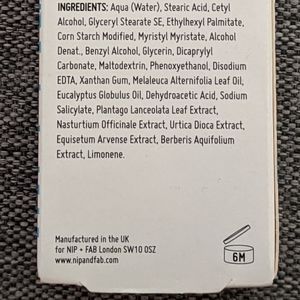 INGREDIENTS: Aqua (Water), Stearic Acid, Cetyl
Alcohol, Glyceryl Stearate SE, Ethylhexyl Palmitate,
Corn Starch Modified, Myristyl Myristate, Alcohol
Denat., Benzyl Alcohol, Glycerin, Dicaprylyl
Carbonate, Maltodextrin, Phenoxyethanol, Disodium
EDTA, Xanthan Gum, Melaleuca Alternifolia Leaf Oil,
Eucalyptus Globulus Oil, Dehydroacetic Acid, Sodium
Salicylate, Plantago Lanceolata Leaf Extract,
Nasturtium Officinale Extract, Urtica Dioca Extract,
Equisetum Arvense Extract, Berberis Aquifolium
Extract, Limonene.
Manufactured in the UK
for NIP + FAB London SW10 0SZ
www.nipandfab.com
6M